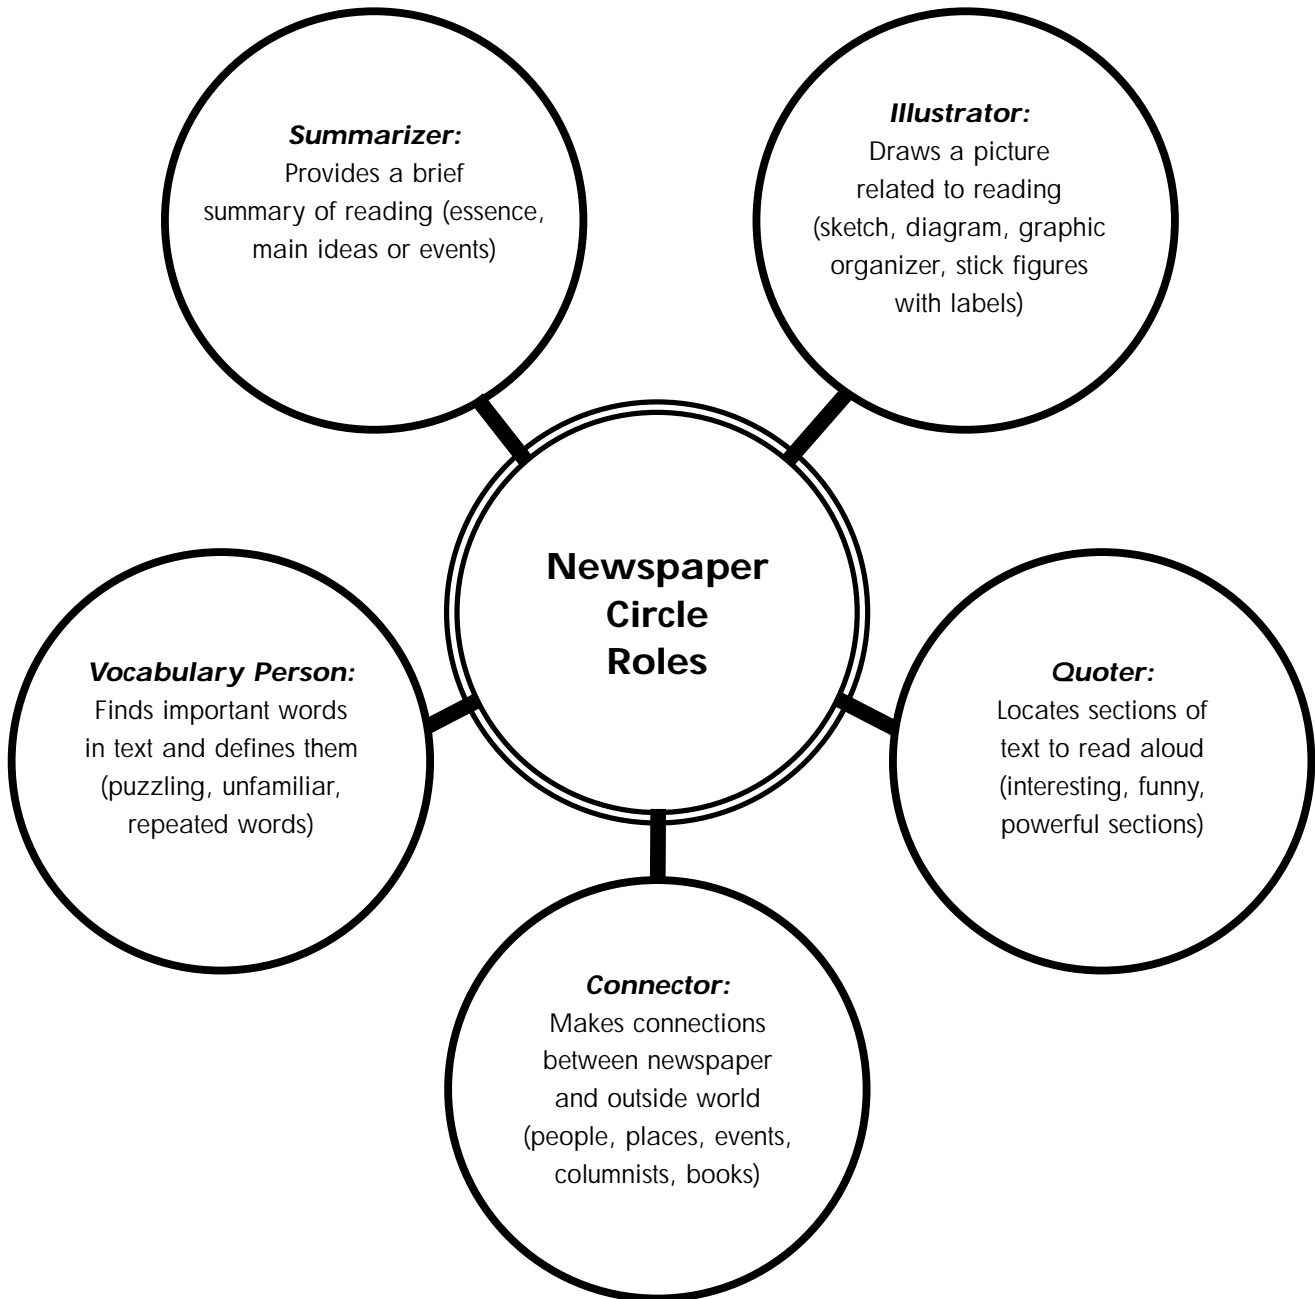 Summarizer:
Provides a brief
summary of reading (essence,
main ideas or events)
Illustrator:
Draws a picture
related to reading
(sketch, diagram, graphic
organizer, stick figures
with labels)
Newspaper
Circle
Roles
Vocabulary Person:
Finds important words
in text and defines them
(puzzling, unfamiliar,
repeated words)
Quoter:
Locates sections of
text to read aloud
(interesting, funny,
powerful sections)
Connector:
Makes connections
between newspaper
and outside world
(people, places, events,
columnists, books)